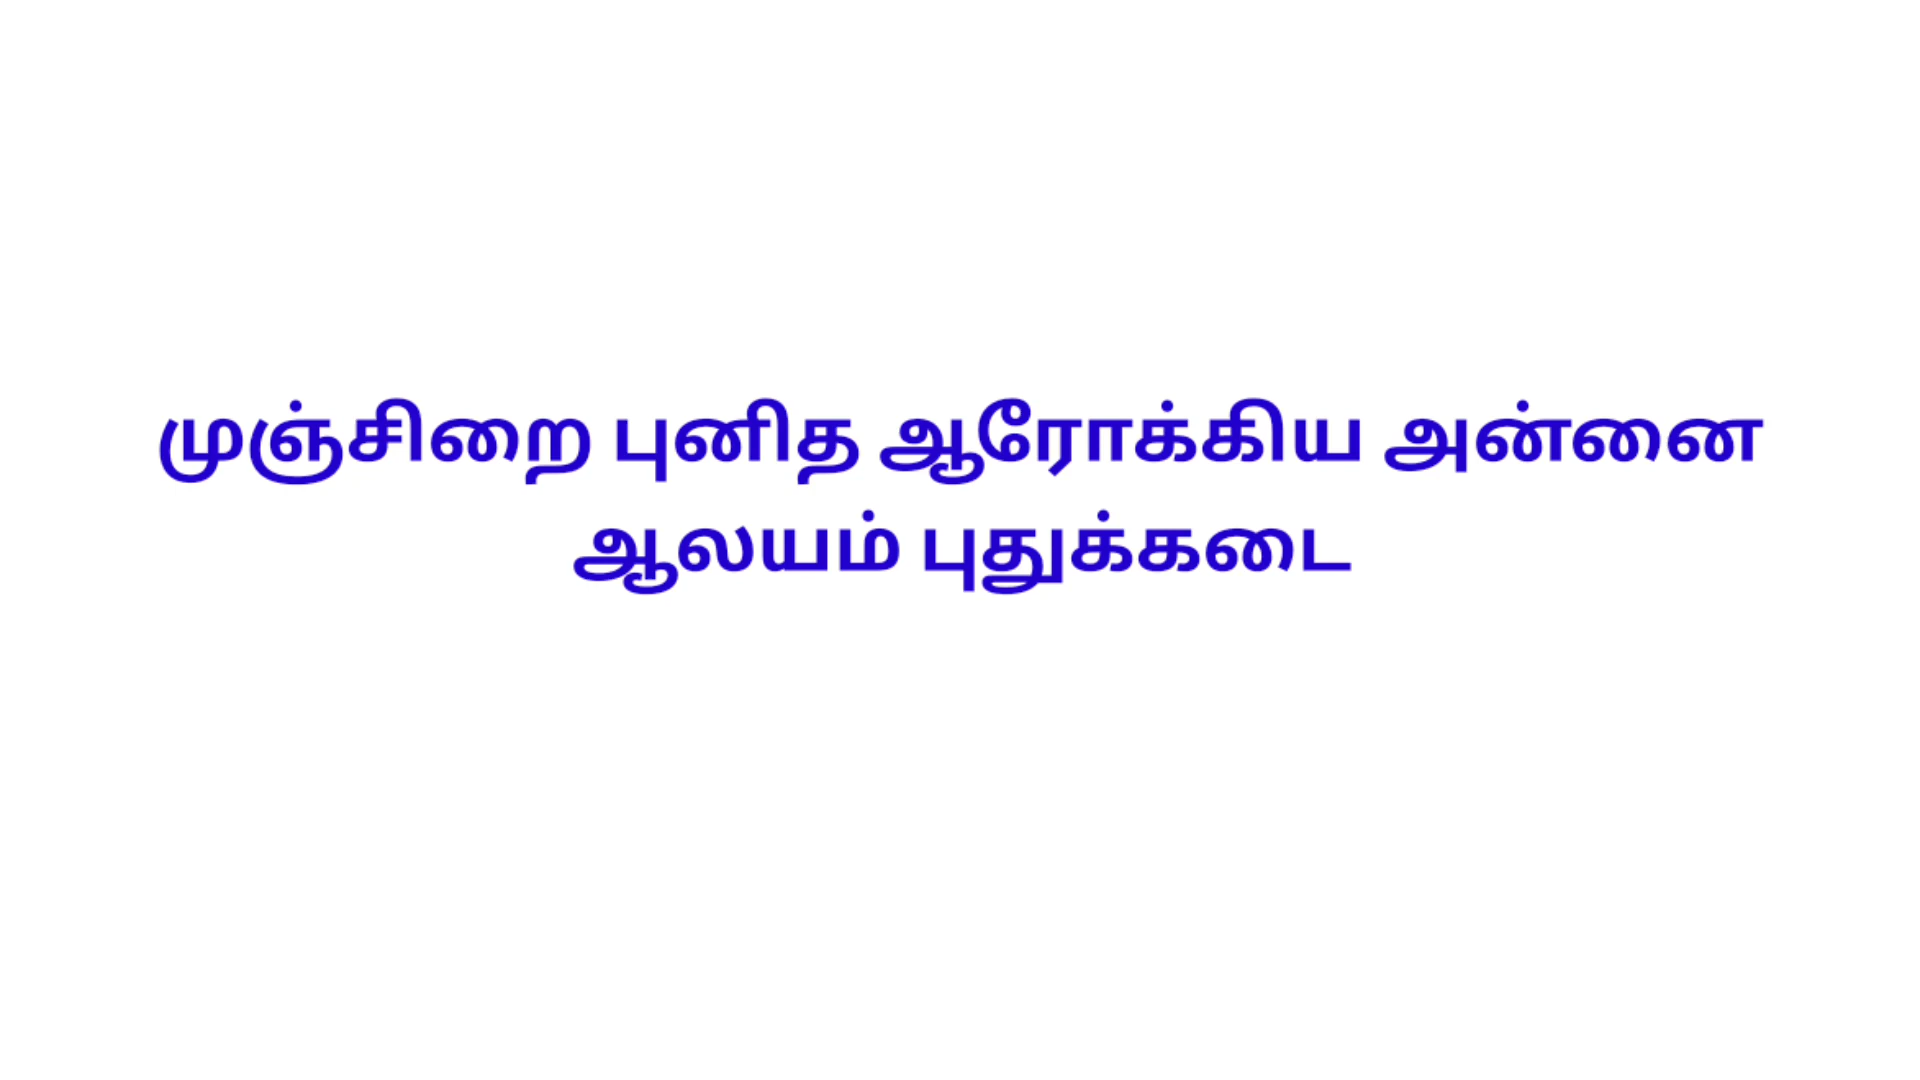 முஞ்சிறை புனித ஆரோக்கிய அன்னை
ஆலயம் புதுக்கடை